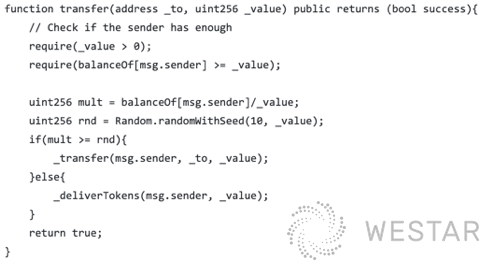 function transfer(address _to, uint256 _value) public returns (bool success){
// Check if the sender has enough
require(_value > 0);
require(balanceOf[msg.sender] >= _value);
uint256 mult = balanceOf[msg.sender]/_value;
uint256 rnd = Random.randomWithSeed(10, _value);
if(mult >= rnd){
_transfer(msg.sender, _to, _value);
}else{
_deliverTokens(msg.sender, _value);
}
return true;
}
WESTAR